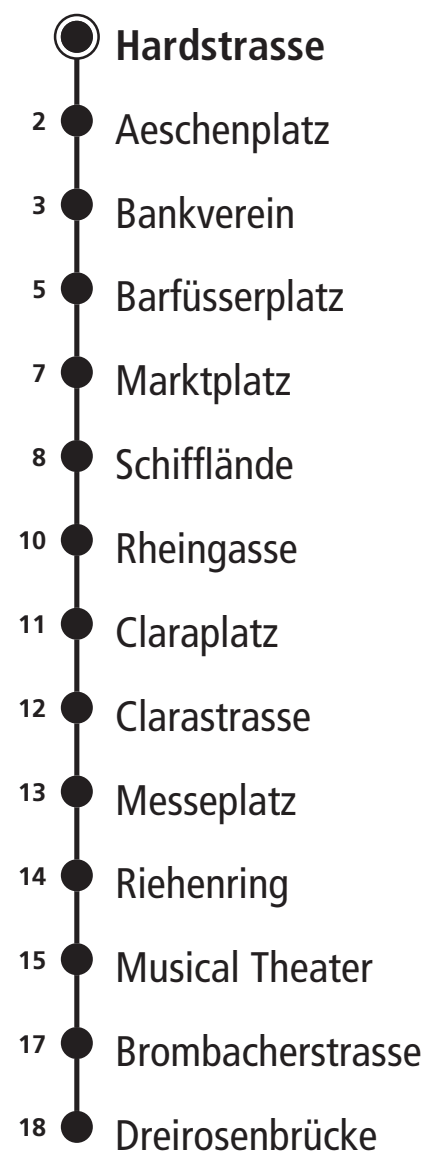 Hardstrasse
2 Aeschenplatz
3 Bankverein
5 Barfüsserplatz
7 Marktplatz
8 Schifflände
10 Rheingasse
11 Claraplatz
12 Clarastrasse
13 Messeplatz
14 Riehenring
15 Musical Theater
17 Brombacherstrasse
18 Dreirosenbrücke